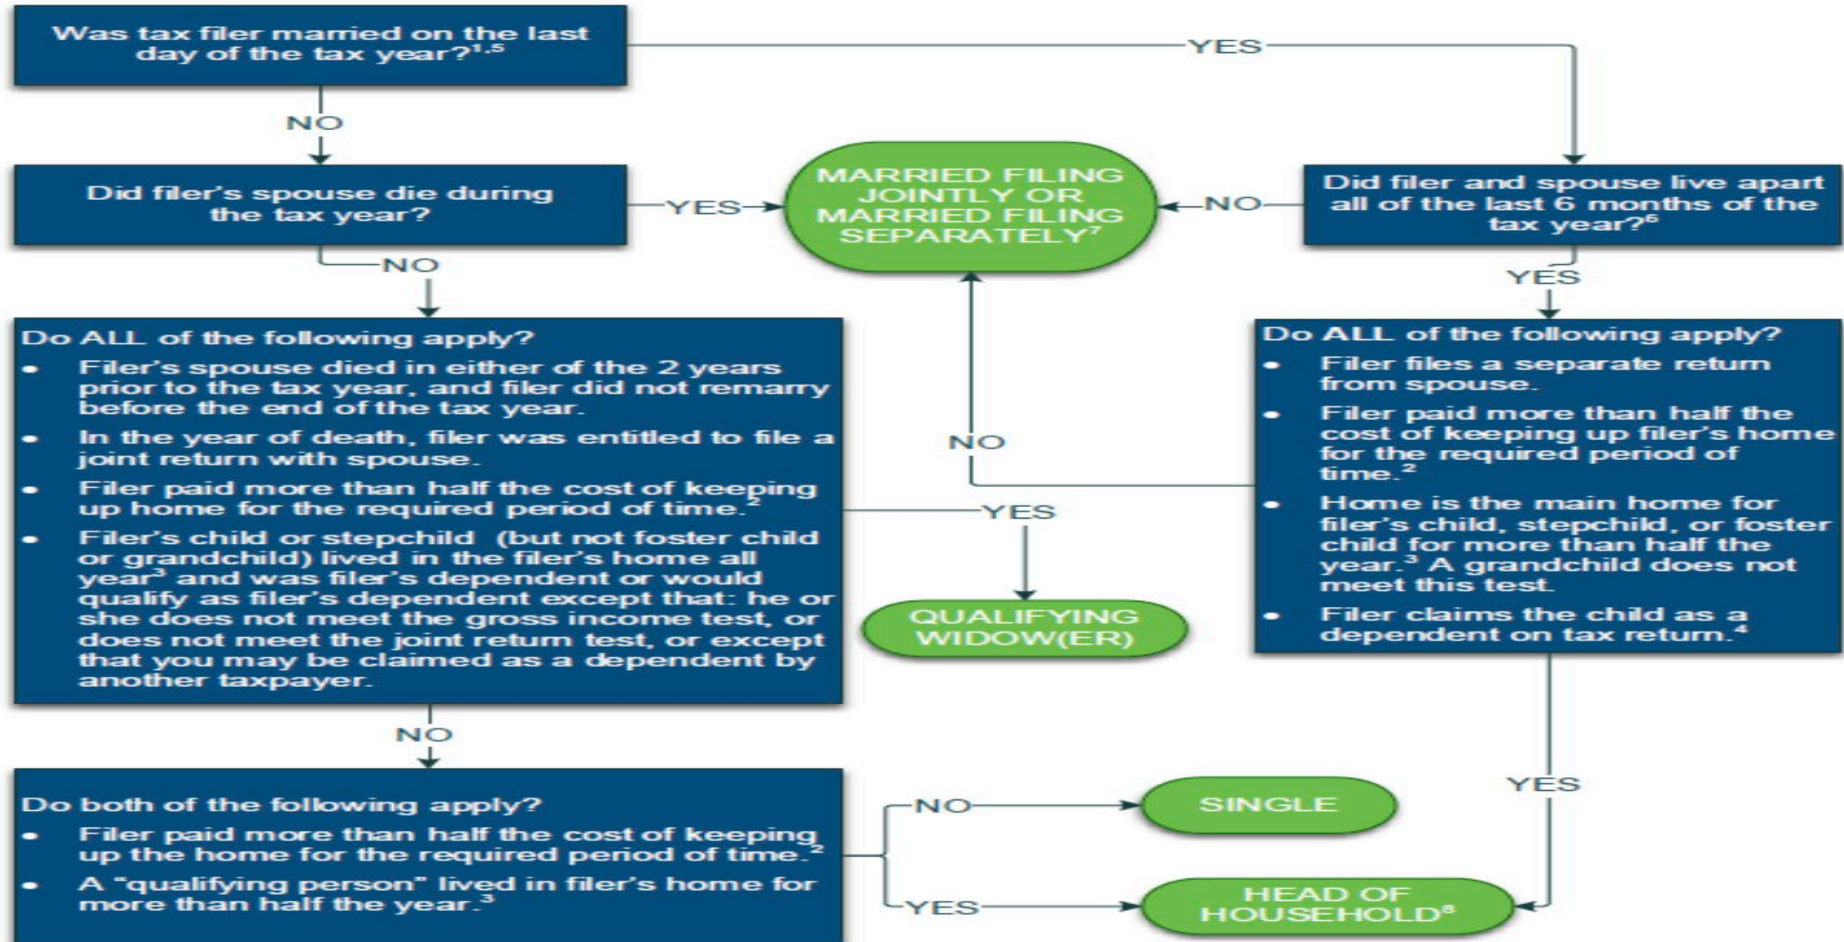 Was tax filer married on the last
day of the tax year?¹,⁵
YES
NO
Did filer's spouse die during
the tax year?
YES
MARRIED FILING
JOINTLY OR
MARRIED FILING
SEPARATELY⁷
NO
Did filer and spouse live apart
all of the last 6 months of the
tax year?⁶
NO
YES
Do ALL of the following apply?
• Filer's spouse died in either of the 2 years
prior to the tax year, and filer did not remarry
before the end of the tax year.
• In the year of death, filer was entitled to file a
joint return with spouse.
• Filer paid more than half the cost of keeping
up home for the required period of time.²
• Filer's child or stepchild (but not foster child
or grandchild) lived in the filer's home all
year³ and was filer's dependent or would
qualify as filer's dependent except that: he or
she does not meet the gross income test, or
does not meet the joint return test, or except
that you may be claimed as a dependent by
another taxpayer.
NO
YES
QUALIFYING
WIDOW(ER)
Do ALL of the following apply?
• Filer files a separate return
from spouse.
• Filer paid more than half the
cost of keeping up filer's home
for the required period of
time.²
• Home is the main home for
filer's child, stepchild, or foster
child for more than half the
year.³ A grandchild does not
meet this test.
• Filer claims the child as a
dependent on tax return.⁴
NO
YES
Do both of the following apply?
• Filer paid more than half the cost of keeping
up the home for the required period of time.²
• A "qualifying person" lived in filer's home for
more than half the year.³
NO
SINGLE
YES
HEAD OF
HOUSEHOLD⁸